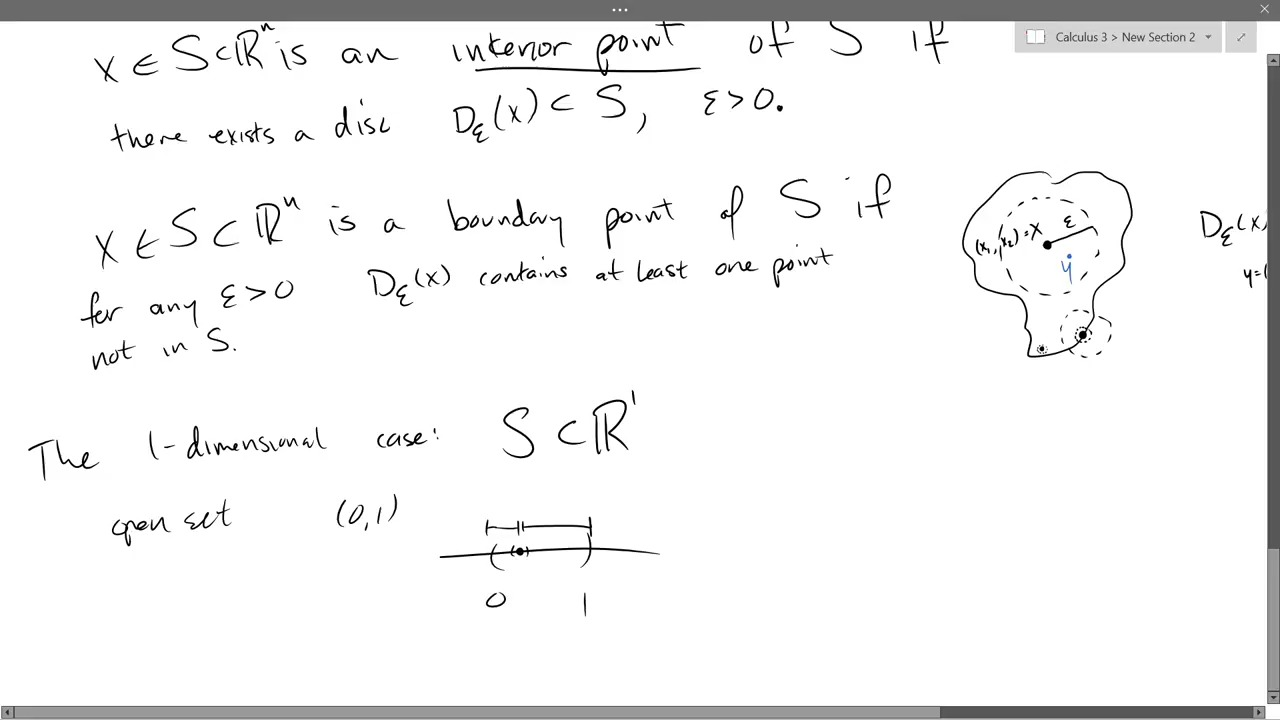 Calculus 3 > New Section 2
x ∈ S ⊂ ℝⁿ is an interior point of S if
there exists a disc D_ε(x) ⊂ S, ε > 0.
x ∈ S ⊂ ℝⁿ is a boundary point of S if
for any ε > 0 D_ε(x) contains at least one point
not in S.
(x₁, x₂) = x ε
y
D_ε(x)
y = (
The 1-dimensional case: S ⊂ ℝ¹
open set (0,1)
0 1